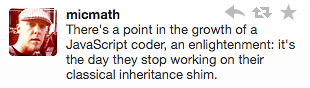 micmath
There's a point in the growth of a
JavaScript coder, an enlightenment: it's
the day they stop working on their
classical inheritance shim.